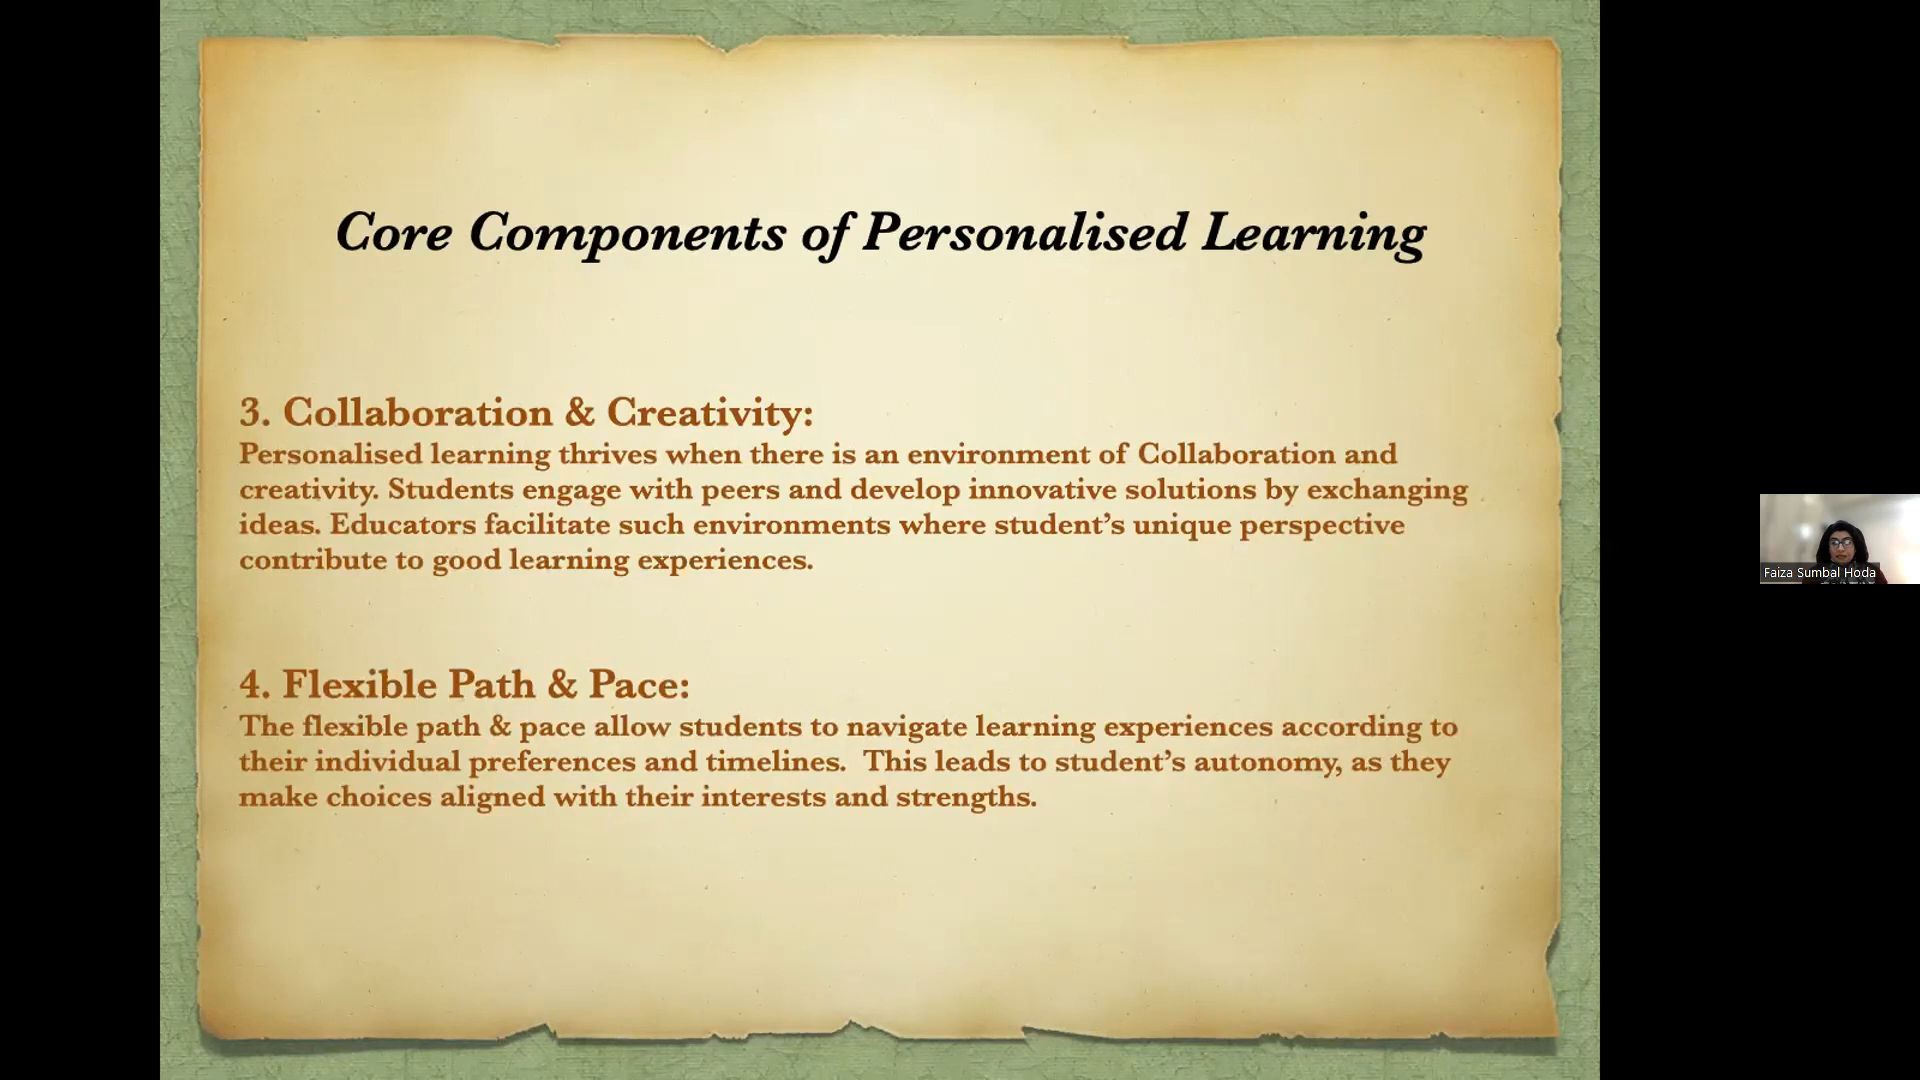 Core Components of Personalised Learning
3. Collaboration & Creativity:
Personalised learning thrives when there is an environment of Collaboration and
creativity. Students engage with peers and develop innovative solutions by exchanging
ideas. Educators facilitate such environments where student’s unique perspective
contribute to good learning experiences.
4. Flexible Path & Pace:
The flexible path & pace allow students to navigate learning experiences according to
their individual preferences and timelines.  This leads to student’s autonomy, as they
make choices aligned with their interests and strengths.
Faiza Sumbal Hoda